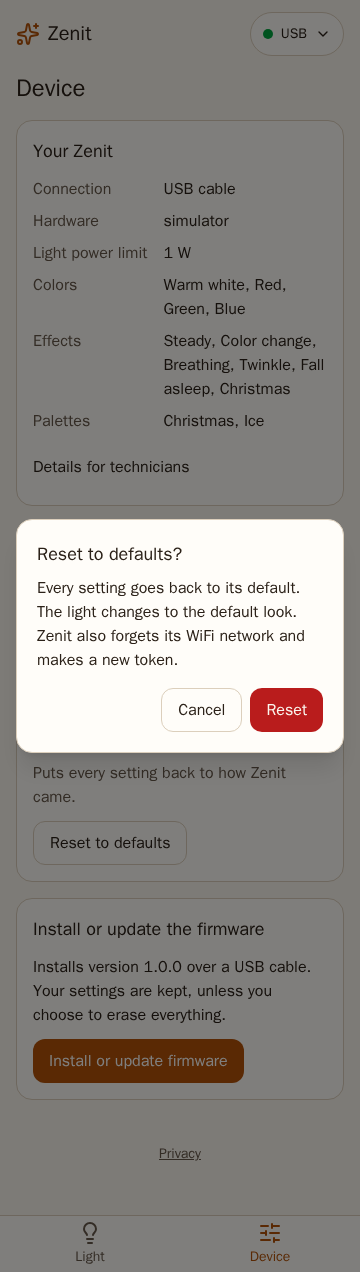 Zenit
USB
Device
Your Zenit
Connection USB cable
Hardware simulator
Light power limit 1 W
Colors Warm white, Red,
Green, Blue
Effects Steady, Color change,
Breathing, Twinkle, Fall
asleep, Christmas
Palettes Christmas, Ice
Details for technicians
Reset to defaults?
Every setting goes back to its default.
The light changes to the default look.
Zenit also forgets its WiFi network and
makes a new token.
Cancel Reset
Puts every setting back to how Zenit
came.
Reset to defaults
Install or update the firmware
Installs version 1.0.0 over a USB cable.
Your settings are kept, unless you
choose to erase everything.
Install or update firmware
Privacy
Light Device